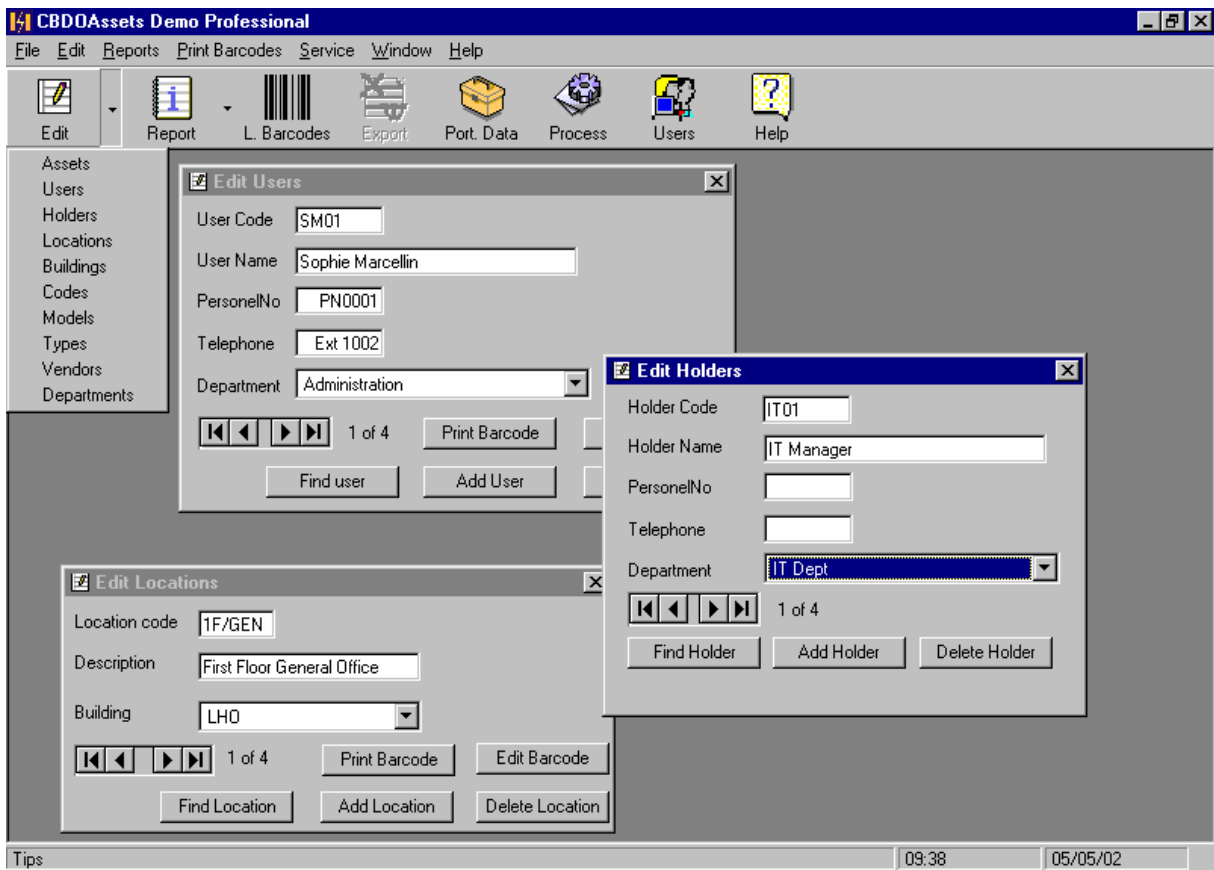 CBDOAssets Demo Professional
File Edit Reports Print Barcodes Service Window Help
Edit Report L. Barcodes Export Port. Data Process Users Help
Assets
Users
Holders
Locations
Buildings
Codes
Models
Types
Vendors
Departments
Edit Users
User Code SM01
User Name Sophie Marcellin
PersonelNo PN0001
Telephone Ext 1002
Department Administration
1 of 4 Print Barcode
Find user Add User
Edit Holders
Holder Code IT01
Holder Name IT Manager
PersonelNo
Telephone
Department IT Dept
1 of 4
Find Holder Add Holder Delete Holder
Edit Locations
Location code 1F/GEN
Description First Floor General Office
Building LHO
1 of 4 Print Barcode Edit Barcode
Find Location Add Location Delete Location
Tips 09:38 05/05/02